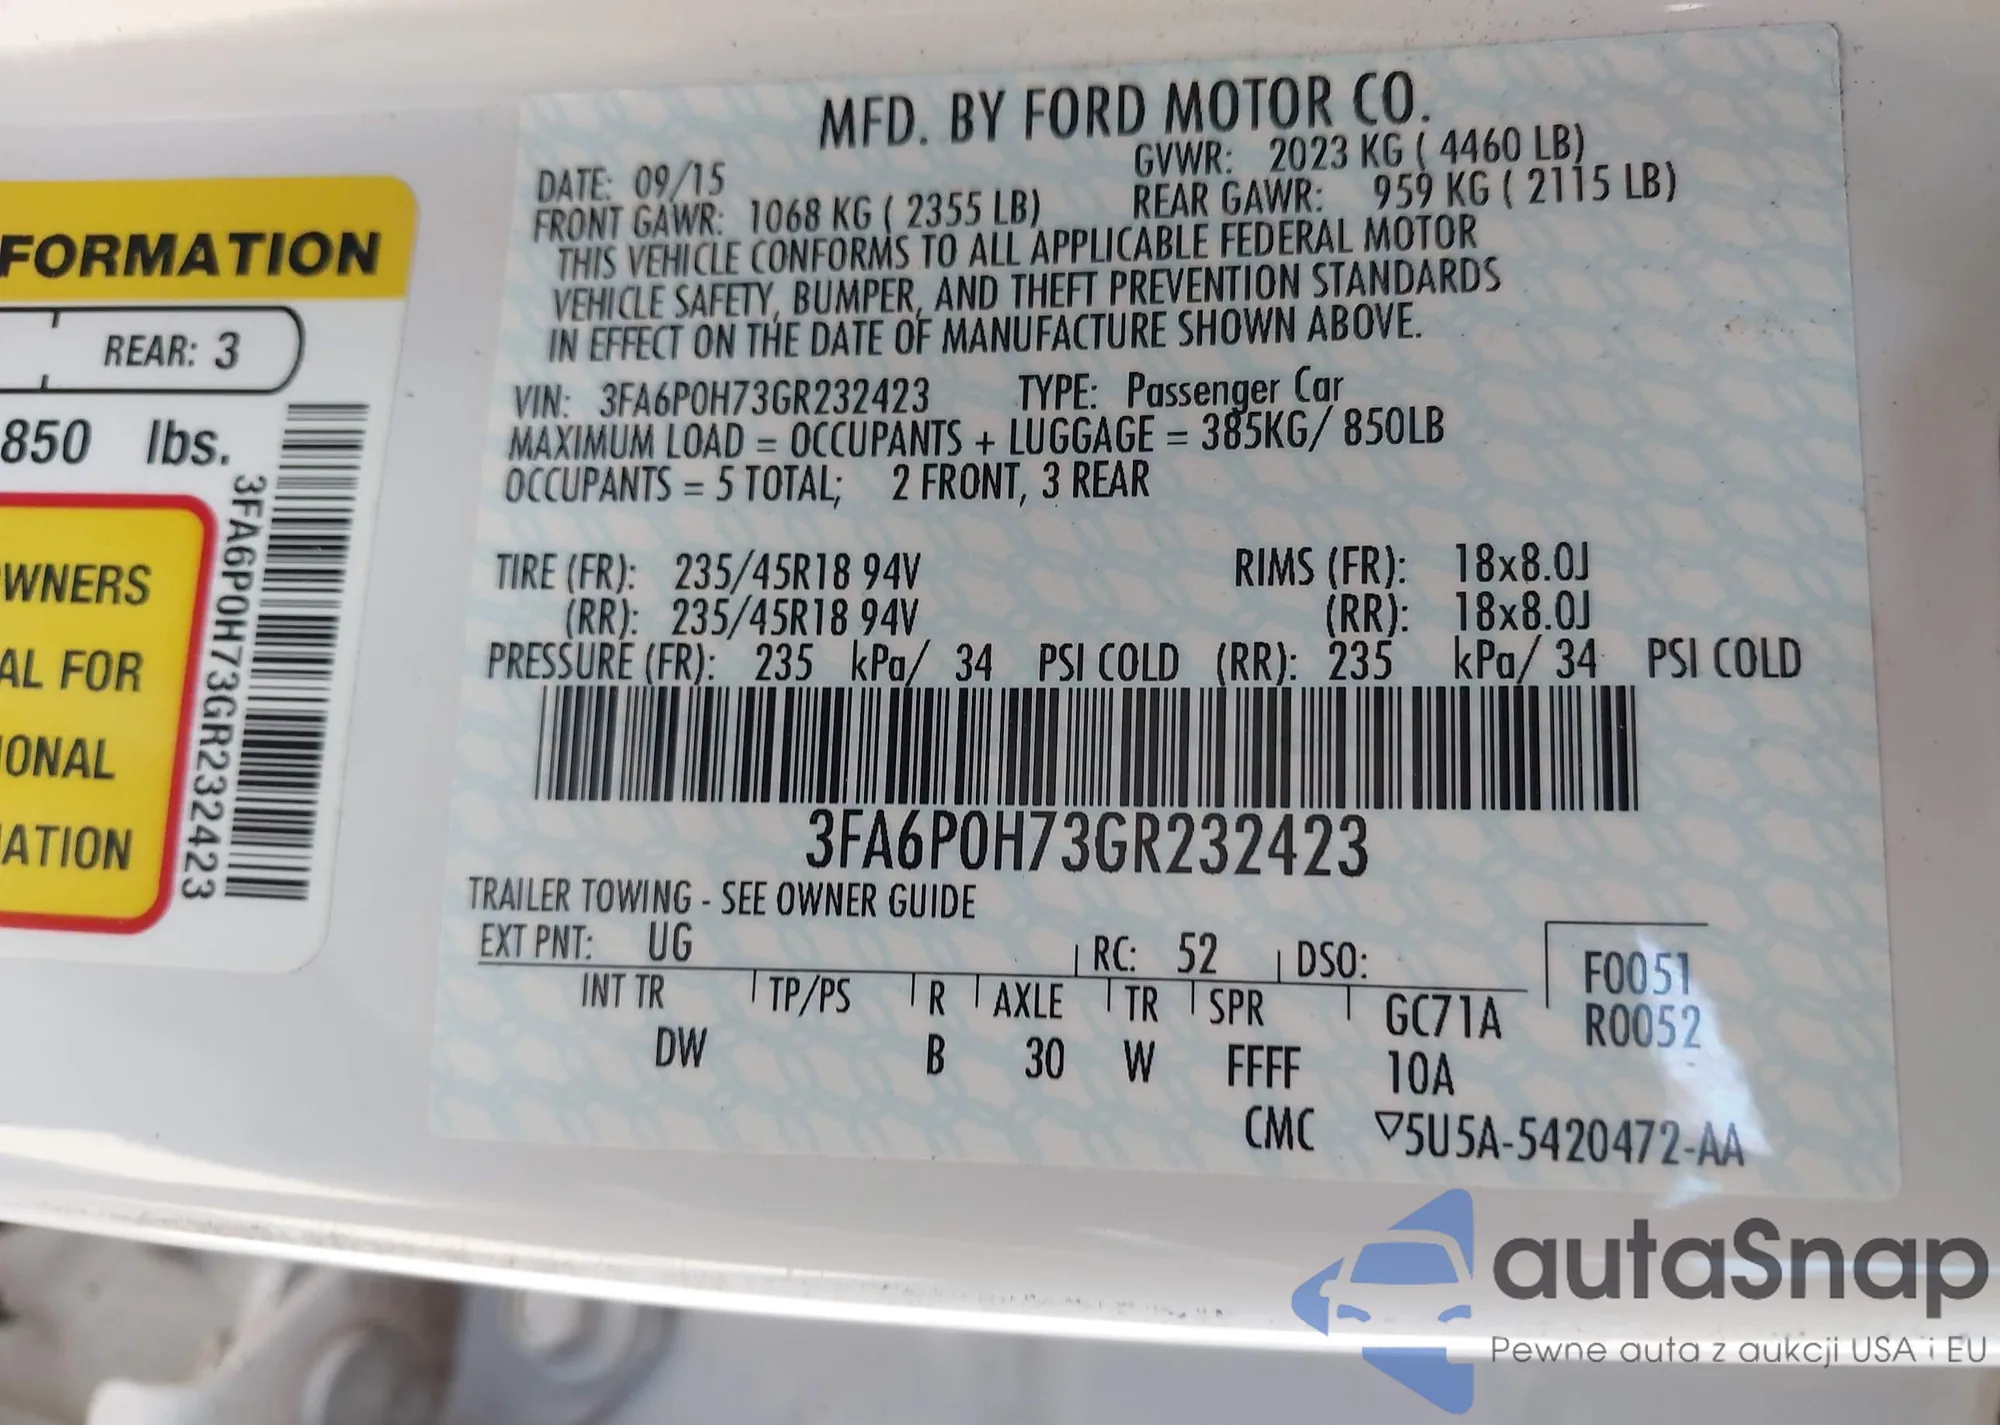 FORMATION
REAR: 3
850 lbs.
3FA6P0H73GR232423
WNERS
AL FOR
IONAL
ATION
MFD. BY FORD MOTOR CO.
DATE: 09/15 GVWR: 2023 KG ( 4460 LB)
FRONT GAWR: 1068 KG ( 2355 LB) REAR GAWR: 959 KG ( 2115 LB)
THIS VEHICLE CONFORMS TO ALL APPLICABLE FEDERAL MOTOR
VEHICLE SAFETY, BUMPER, AND THEFT PREVENTION STANDARDS
IN EFFECT ON THE DATE OF MANUFACTURE SHOWN ABOVE.
VIN: 3FA6P0H73GR232423 TYPE: Passenger Car
MAXIMUM LOAD = OCCUPANTS + LUGGAGE = 385KG/ 850LB
OCCUPANTS = 5 TOTAL; 2 FRONT, 3 REAR
TIRE (FR): 235/45R18 94V RIMS (FR): 18x8.0J
(RR): 235/45R18 94V (RR): 18x8.0J
PRESSURE (FR): 235 kPa/ 34 PSI COLD (RR): 235 kPa/ 34 PSI COLD
3FA6P0H73GR232423
TRAILER TOWING - SEE OWNER GUIDE
EXT PNT: UG RC: 52 DSO: F0051
INT TR TP/PS R AXLE TR SPR GC71A R0052
DW B 30 W FFFF 10A
CMC ▽5U5A-5420472-AA
autaSnap
Pewne auta z aukcji USA i EU